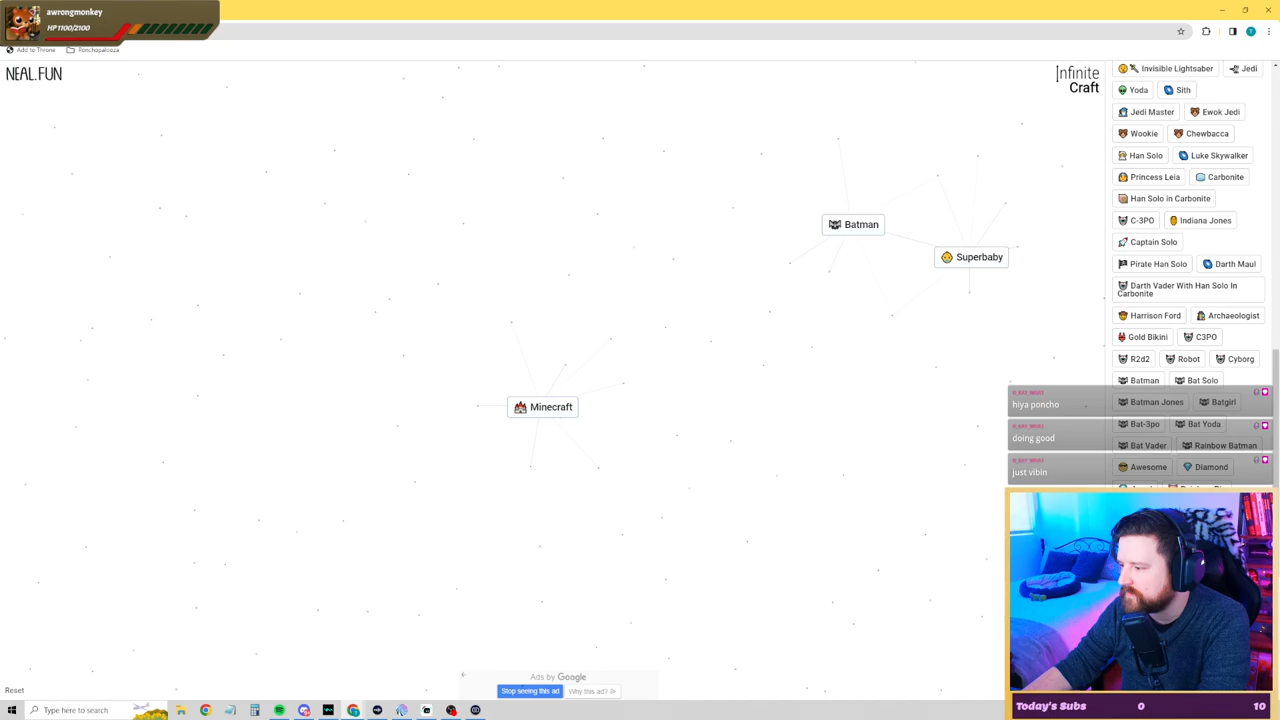 awrongmonkey
HP 1100/2100
Add to Throne
Ponchopalooza
NEAL.FUN
Infinite
Craft
Invisible Lightsaber
Jedi
Yoda
Sith
Jedi Master
Ewok Jedi
Wookie
Chewbacca
Han Solo
Luke Skywalker
Princess Leia
Carbonite
Han Solo in Carbonite
C-3PO
Indiana Jones
Captain Solo
Pirate Han Solo
Darth Maul
Darth Vader With Han Solo In
Carbonite
Harrison Ford
Archaeologist
Gold Bikini
C3PO
R2d2
Robot
Cyborg
Batman
Bat Solo
Batman Jones
Batgirl
Bat-3po
Bat Yoda
Bat Vader
Rainbow Batman
Awesome
Diamond
Batman
Superbaby
Minecraft
hiya poncho
doing good
just vibin
Reset
Ads by Google
Stop seeing this ad
Why this ad?
Type here to search
Today's Subs
0
10